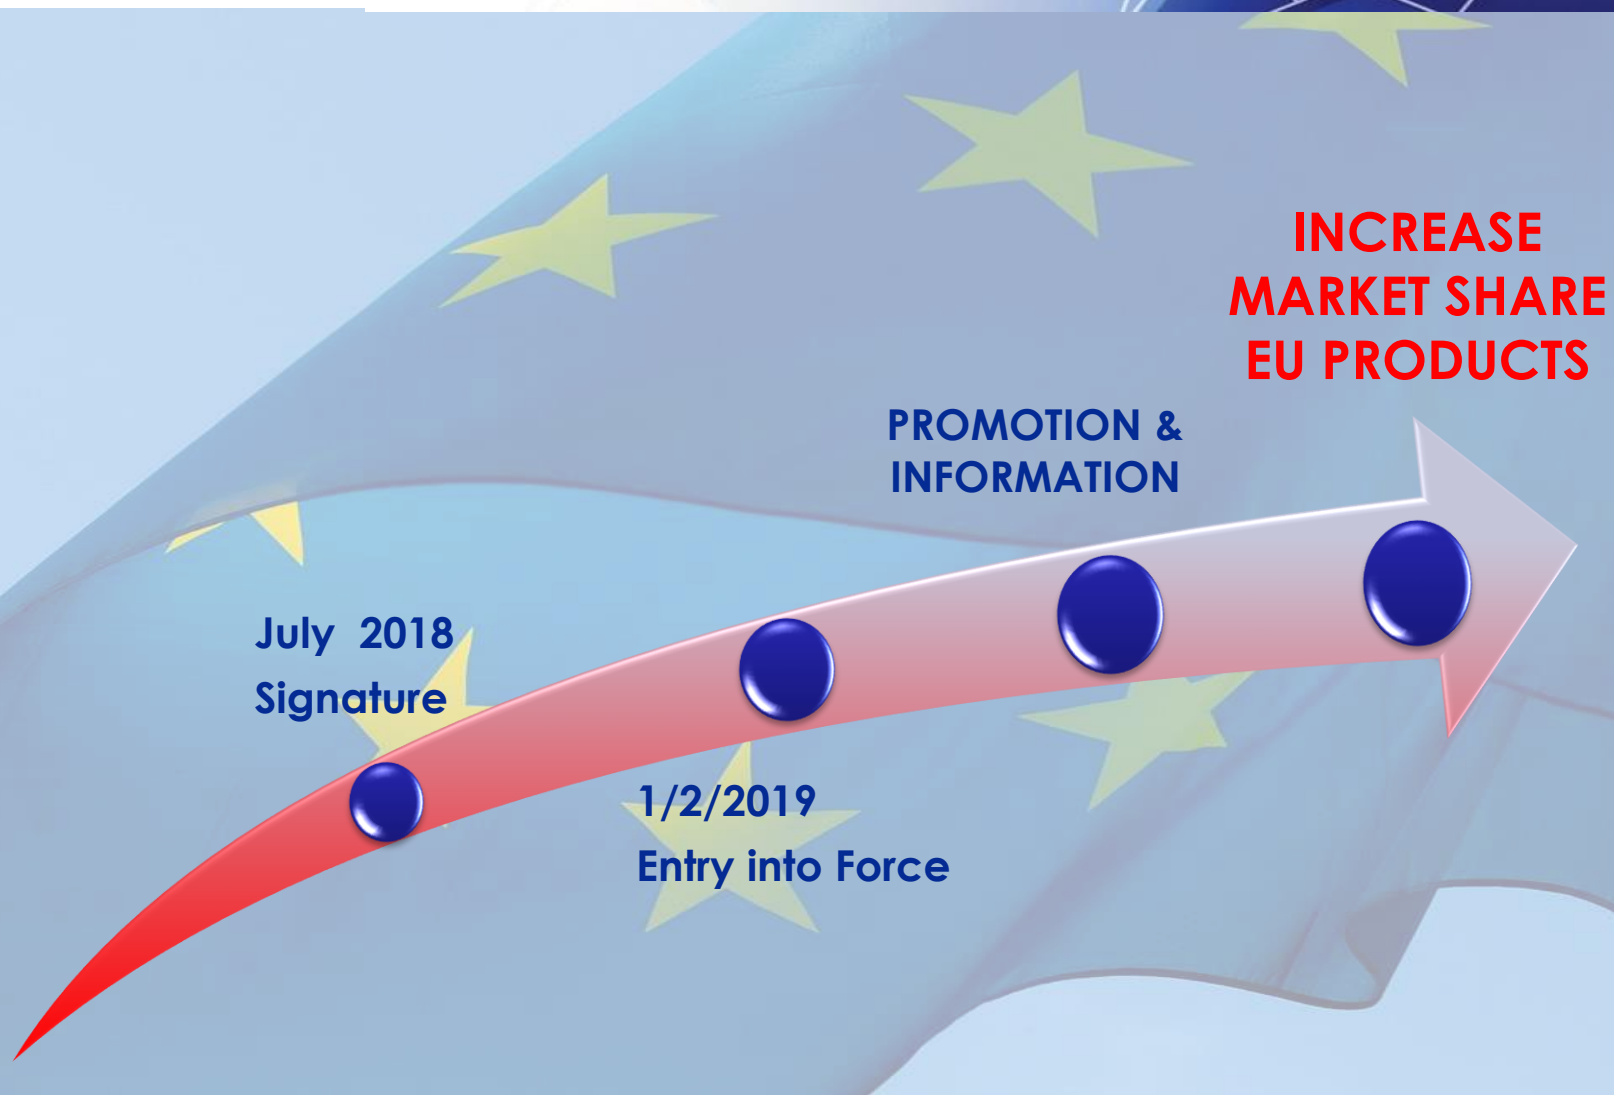 INCREASE
MARKET SHARE
EU PRODUCTS
PROMOTION &
INFORMATION
July 2018
Signature
1/2/2019
Entry into Force